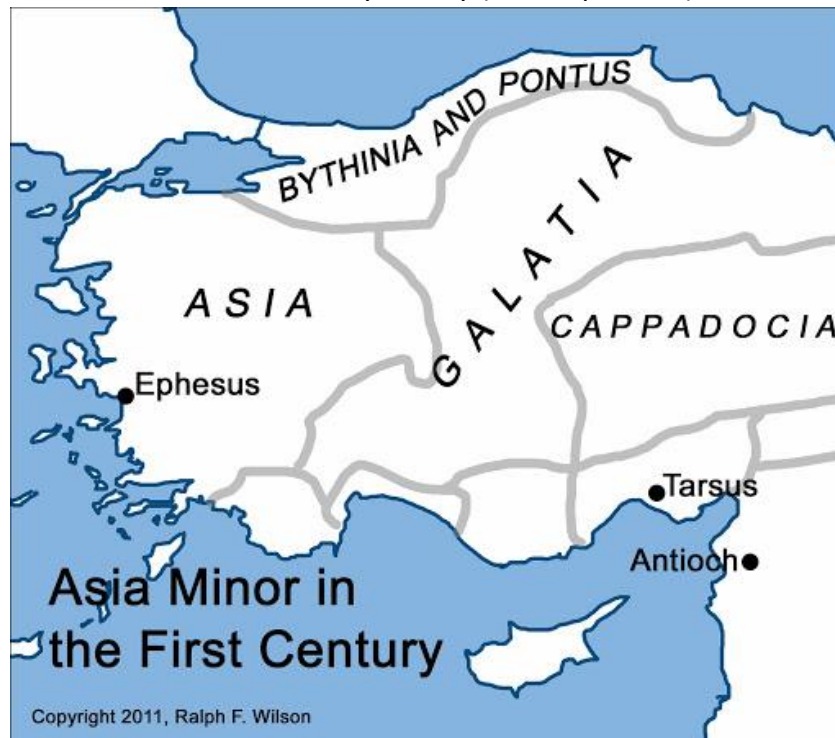 BYTHINIA AND PONTUS
GALATIA
ASIA
CAPPADOCIA
Ephesus
Tarsus
Antioch
Asia Minor in
the First Century
Copyright 2011, Ralph F. Wilson